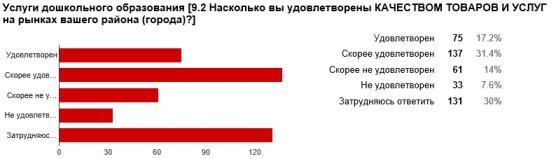 Услуги дошкольного образования [9.2 Насколько вы удовлетворены КАЧЕСТВОМ ТОВАРОВ И УСЛУГ
на рынках вашего района (города)?]
Удовлетворен
Скорее удов...
Скорее не у...
Не удовлетв...
Затрудняюс...
0 30 60 90 120
Удовлетворен 75 17.2%
Скорее удовлетворен 137 31.4%
Скорее не удовлетворен 61 14%
Не удовлетворен 33 7.6%
Затрудняюсь ответить 131 30%